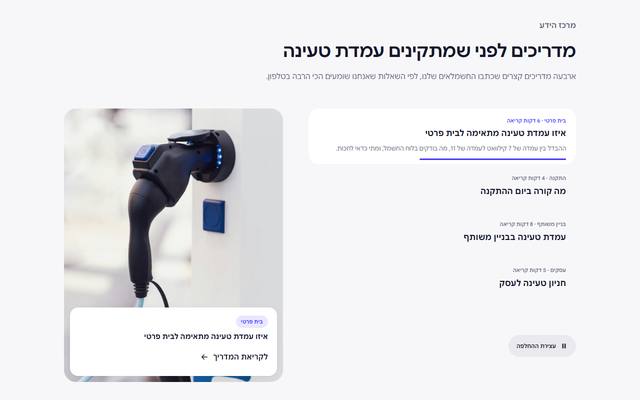 מרכז הידע
מדריכים לפני שמתקינים עמדת טעינה
ארבעה מדריכים קצרים שכתבו החשמלאים שלנו, לפי השאלות שאנחנו שומעים הכי הרבה בטלפון.
בית פרטי · 6 דקות קריאה
איזו עמדת טעינה מתאימה לבית פרטי
ההבדל בין עמדה של 7 קילוואט לעמדה של 11, מה בודקים בלוח החשמל, ומתי כדאי לחכות.
התקנה · 4 דקות קריאה
מה קורה ביום ההתקנה
בניין משותף · 8 דקות קריאה
עמדת טעינה בבניין משותף
עסקים · 5 דקות קריאה
חניון טעינה לעסק
עצירת ההחלפה
בית פרטי
איזו עמדת טעינה מתאימה לבית פרטי
לקריאת המדריך ←